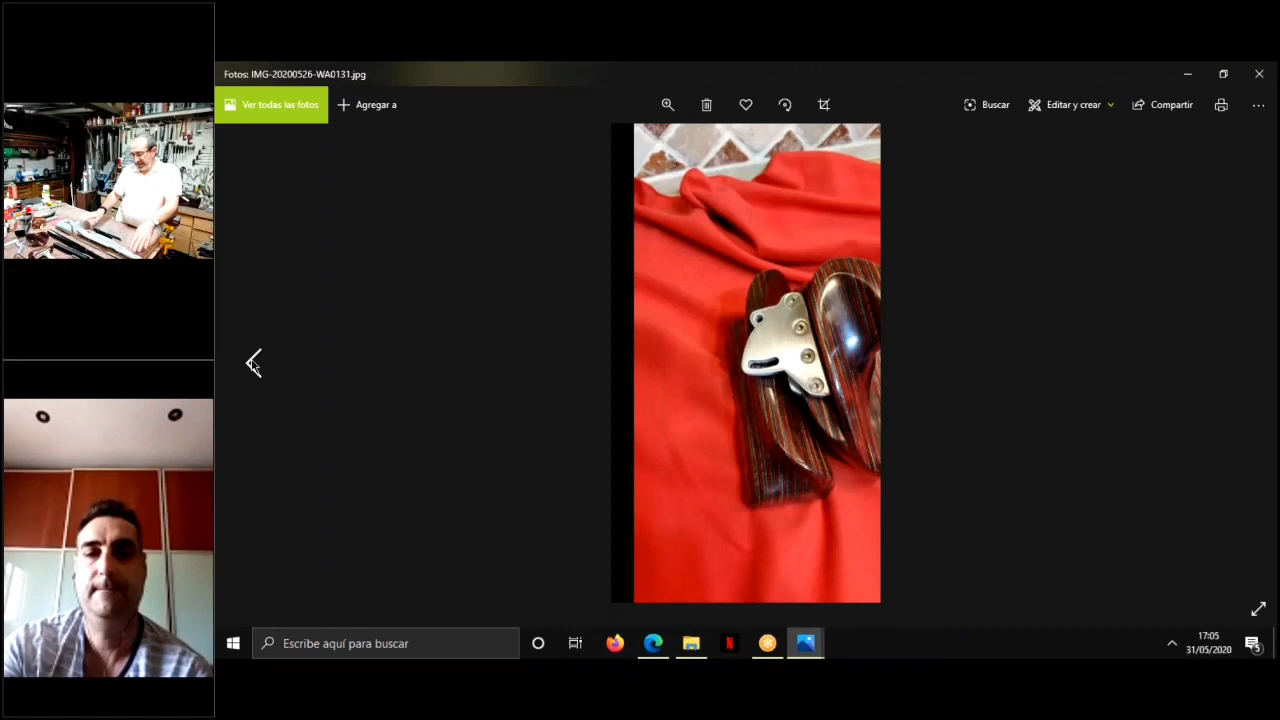 Fotos: IMG-20200526-WA0131.jpg
Ver todas las fotos
Agregar a
Buscar
Editar y crear
Compartir
Escribe aquí para buscar
17:05
31/05/2020
5